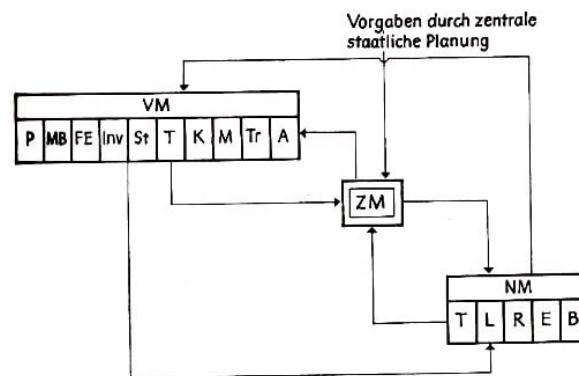 Vorgaben durch zentrale
staatliche Planung
VM
P MB FE Inv St T K M Tr A
ZM
NM
T L R E B